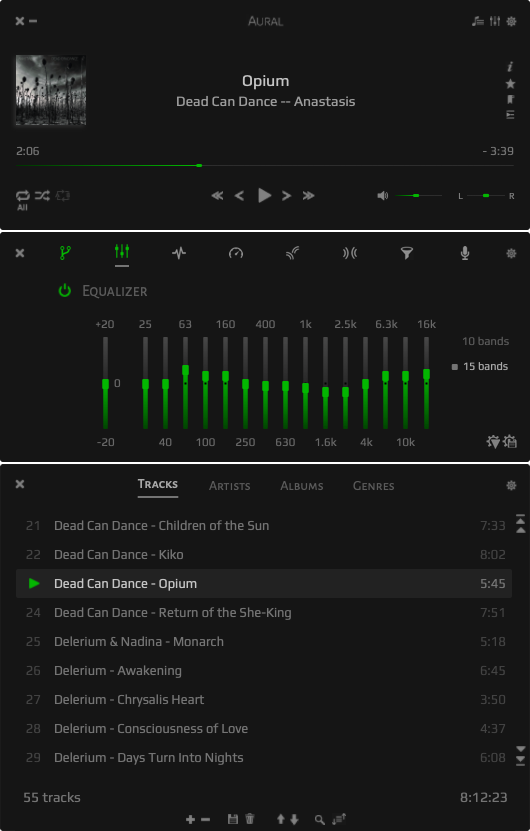 Aural
Opium
Dead Can Dance -- Anastasis
2:06 - 3:39
All L R
Equalizer
+20 25 63 160 400 1k 2.5k 6.3k 16k
10 bands
15 bands
0
-20 40 100 250 630 1.6k 4k 10k
Tracks Artists Albums Genres
21 Dead Can Dance - Children of the Sun 7:33
22 Dead Can Dance - Kiko 8:02
Dead Can Dance - Opium 5:45
24 Dead Can Dance - Return of the She-King 7:51
25 Delerium & Nadina - Monarch 5:18
26 Delerium - Awakening 6:45
27 Delerium - Chrysalis Heart 3:50
28 Delerium - Consciousness of Love 4:37
29 Delerium - Days Turn Into Nights 6:08
55 tracks 8:12:23